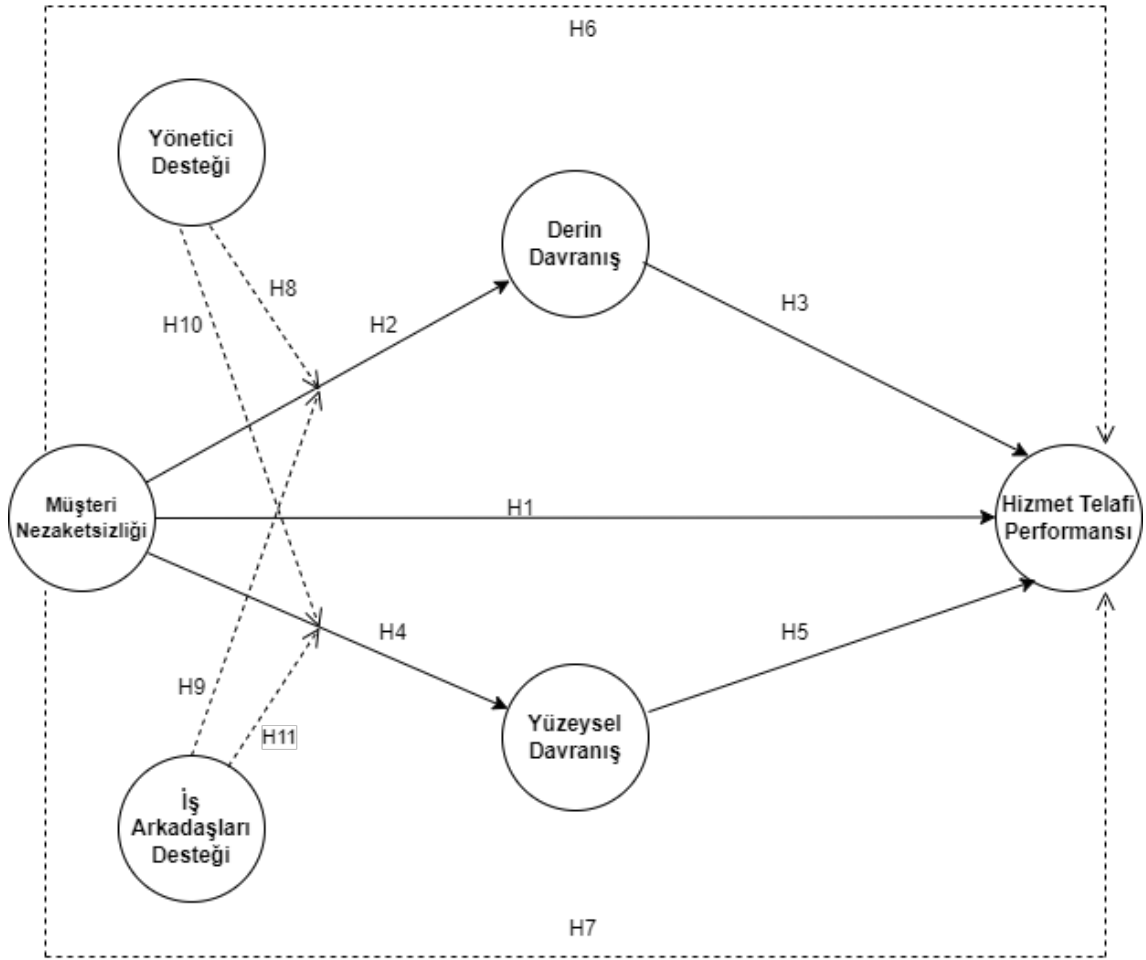 H6
Yönetici
Desteği
Derin
Davranış
H8
H3
H10
H2
Müşteri
Nezaketsizliği
H1
Hizmet Telafi
Performansı
H4
H5
H9
Yüzeysel
Davranış
H11
İş
Arkadaşları
Desteği
H7